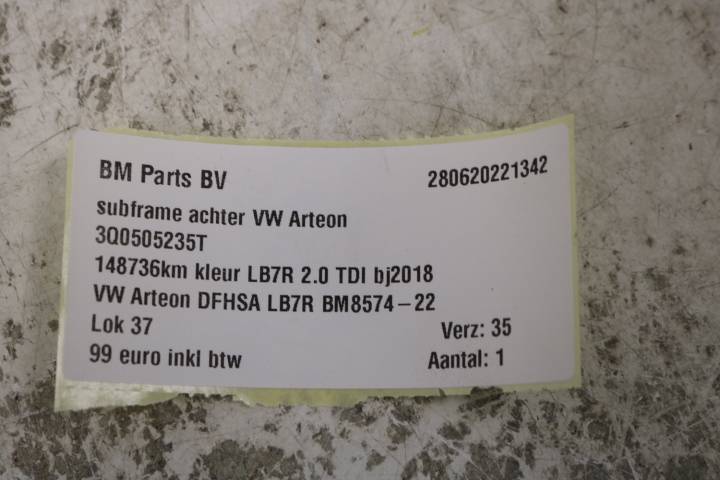 BM Parts BV 280620221342
subframe achter VW Arteon
3Q0505235T
148736km kleur LB7R 2.0 TDI bj2018
VW Arteon DFHSA LB7R BM8574-22
Lok 37 Verz: 35
99 euro inkl btw Aantal: 1